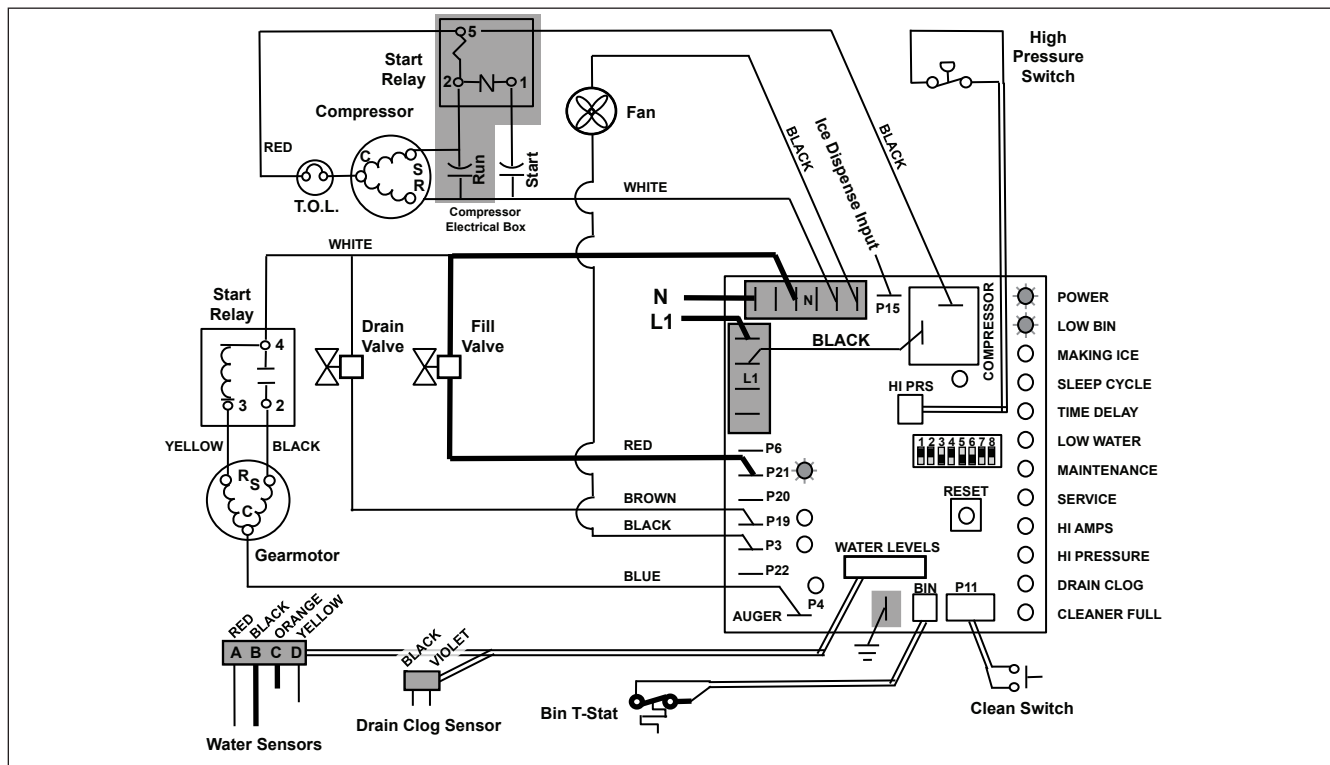 Start
Relay
5
2
N
1
Compressor
RED
T.O.L.
C
S
R
Run
Start
Compressor
Electrical Box
WHITE
Fan
BLACK
Ice Dispense Input
BLACK
High
Pressure
Switch
WHITE
Start
Relay
4
3
2
YELLOW
BLACK
R
S
C
Gearmotor
Drain
Valve
Fill
Valve
N
L1
N
L1
BLACK
P15
COMPRESSOR
HI PRS
1 2 3 4 5 6 7 8
RESET
POWER
LOW BIN
MAKING ICE
SLEEP CYCLE
TIME DELAY
LOW WATER
MAINTENANCE
SERVICE
HI AMPS
HI PRESSURE
DRAIN CLOG
CLEANER FULL
RED
BROWN
BLACK
BLUE
P6
P21
P20
P19
P3
P22
P4
AUGER
WATER LEVELS
BIN
P11
RED
BLACK
ORANGE
YELLOW
A B C D
Water Sensors
BLACK
VIOLET
Drain Clog Sensor
Bin T-Stat
Clean Switch